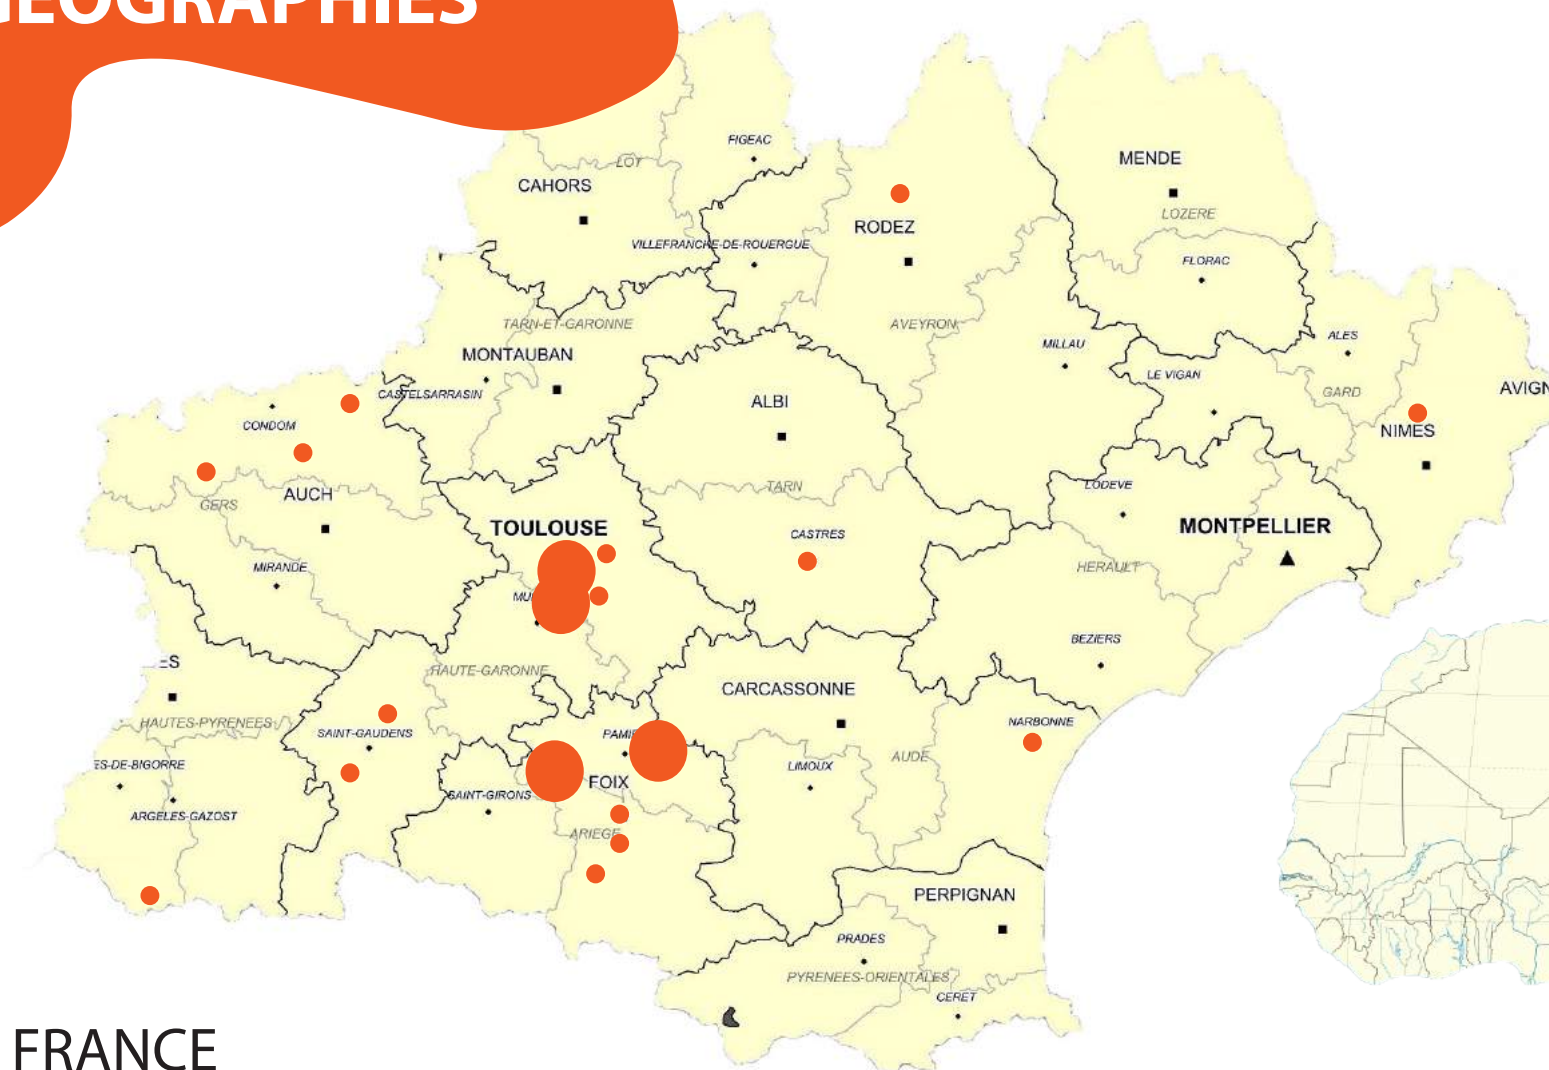 GEOGRAPHIES
FIGEAC
LOT
CAHORS
MENDE
LOZERE
RODEZ
VILLEFRANCHE-DE-ROUERGUE
FLORAC
TARN-ET-GARONNE
AVEYRON
MONTAUBAN
MILLAU
ALES
LE VIGAN
CASTELSARRASIN
GARD
AVIGN
CONDOM
ALBI
NIMES
AUCH
TARN
LODEVE
GERS
TOULOUSE
CASTRES
MONTPELLIER
MIRANDE
HERAULT
MU
BEZIERS
ES
HAUTE-GARONNE
CARCASSONNE
HAUTES-PYRENEES
SAINT-GAUDENS
PAMI
NARBONNE
AUDE
ES-DE-BIGORRE
LIMOUX
FOIX
SAINT-GIRONS
ARGELES-GAZOST
ARIEGE
PERPIGNAN
PRADES
PYRENEES-ORIENTALES
CERET
FRANCE